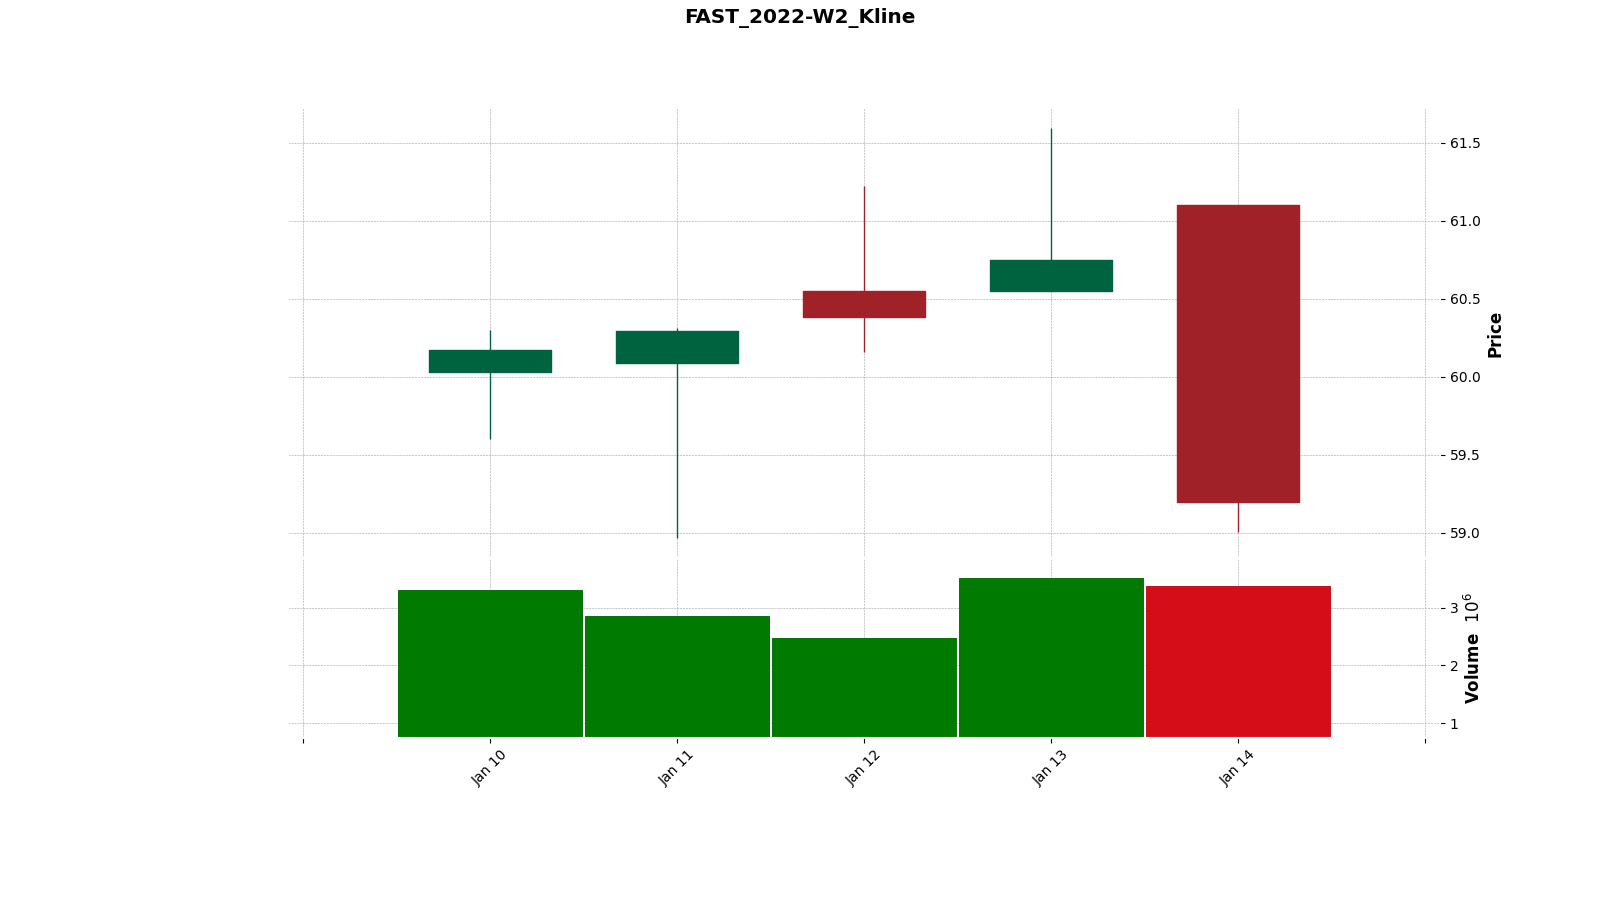 FAST_2022-W2_Kline
61.5
61.0
60.5
60.0
59.5
59.0
Price
3
2
1
Volume 10^6
Jan 10
Jan 11
Jan 12
Jan 13
Jan 14